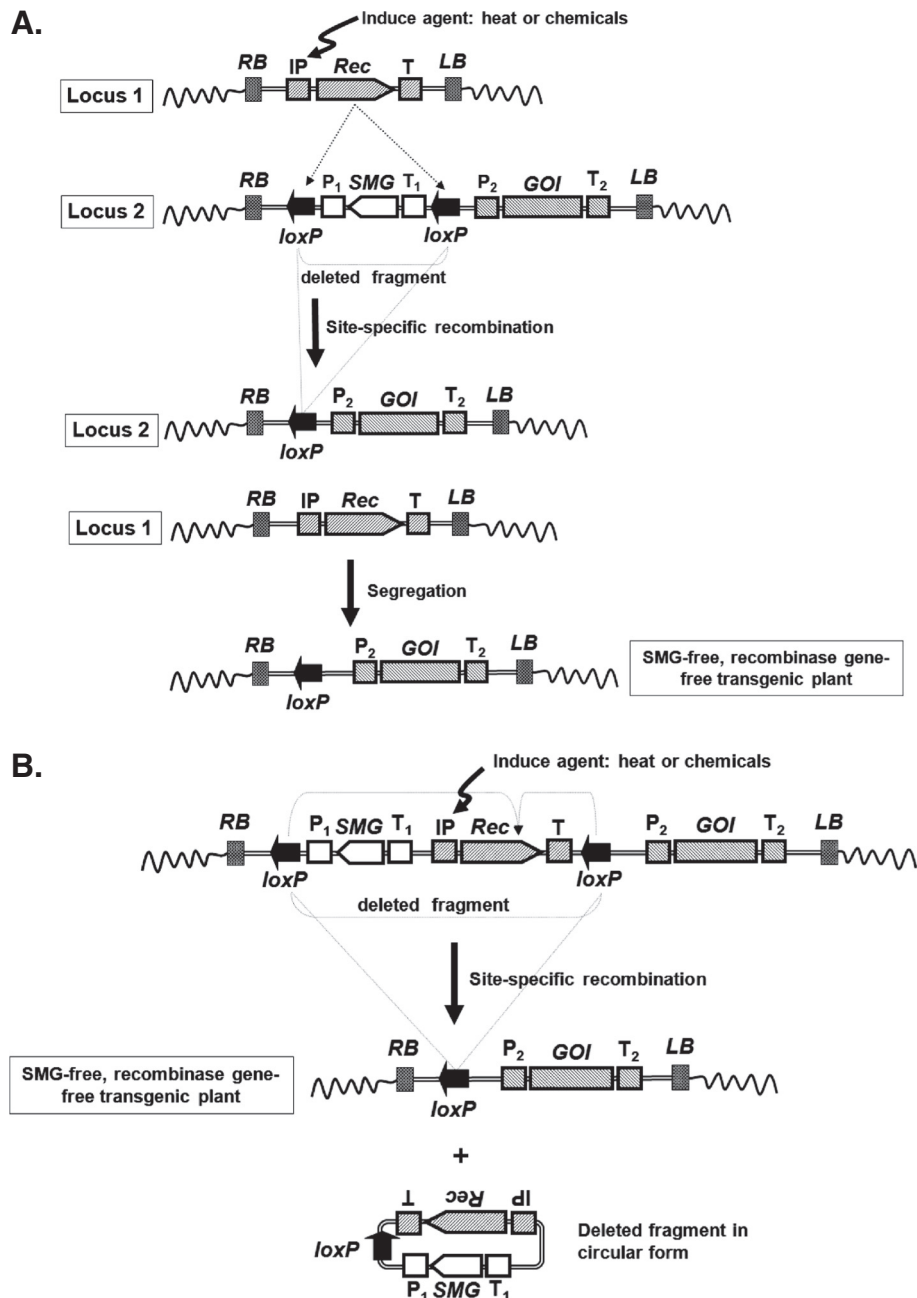 A.
Induce agent: heat or chemicals
RB IP Rec T LB
Locus 1
RB P1 SMG T1 P2 GOI T2 LB
Locus 2
loxP loxP
deleted fragment
Site-specific recombination
RB P2 GOI T2 LB
Locus 2
loxP
RB IP Rec T LB
Locus 1
Segregation
RB P2 GOI T2 LB
loxP
SMG-free, recombinase gene-
free transgenic plant
B.
Induce agent: heat or chemicals
RB P1 SMG T1 IP Rec T P2 GOI T2 LB
loxP loxP
deleted fragment
Site-specific recombination
RB P2 GOI T2 LB
SMG-free, recombinase gene-
free transgenic plant
loxP
+
T Rec IP
loxP
P1 SMG T1
Deleted fragment in
circular form